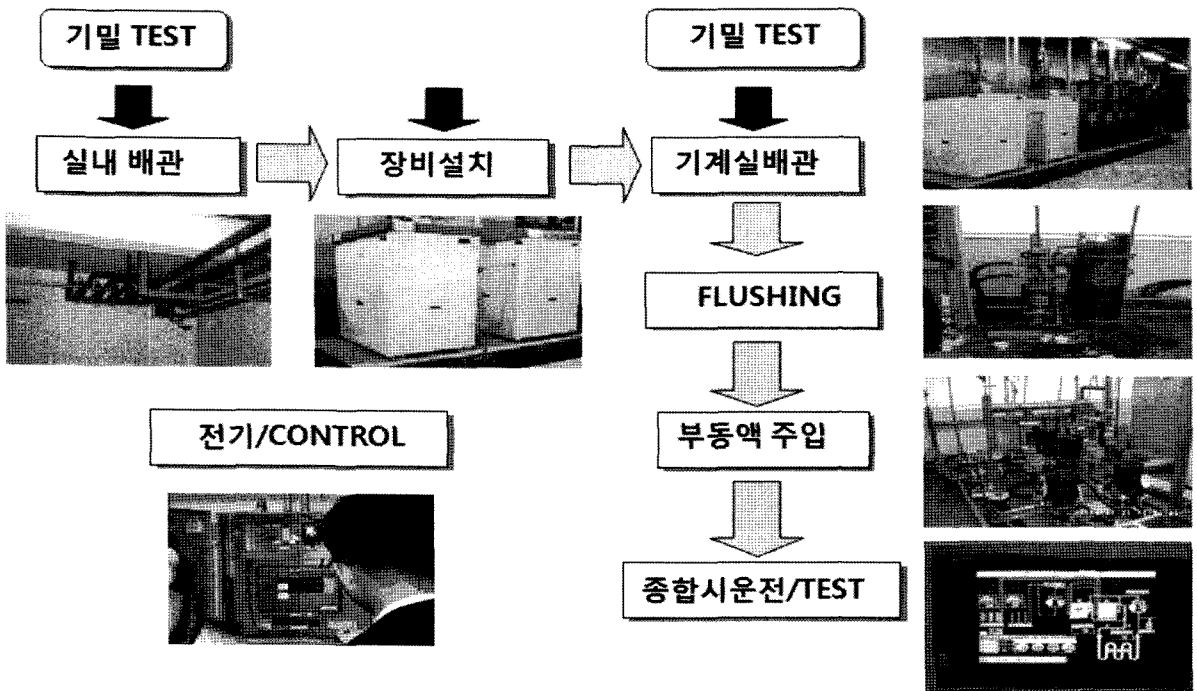 기밀 TEST
기밀 TEST
실내 배관
장비설치
기계실배관
FLUSHING
전기/CONTROL
부동액 주입
종합시운전/TEST